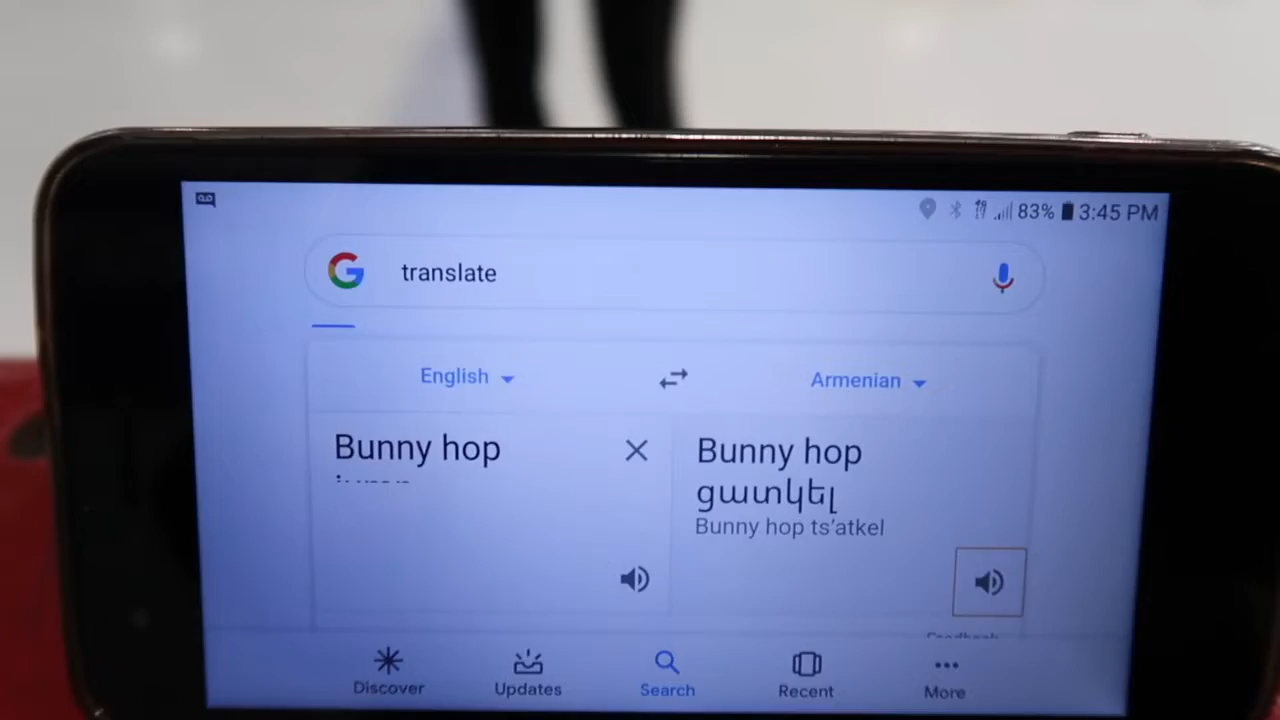 83% 3:45 PM
translate
English Armenian
Bunny hop
Bunny hop
ցատկել
Bunny hop ts’atkel
Discover Updates Search Recent More